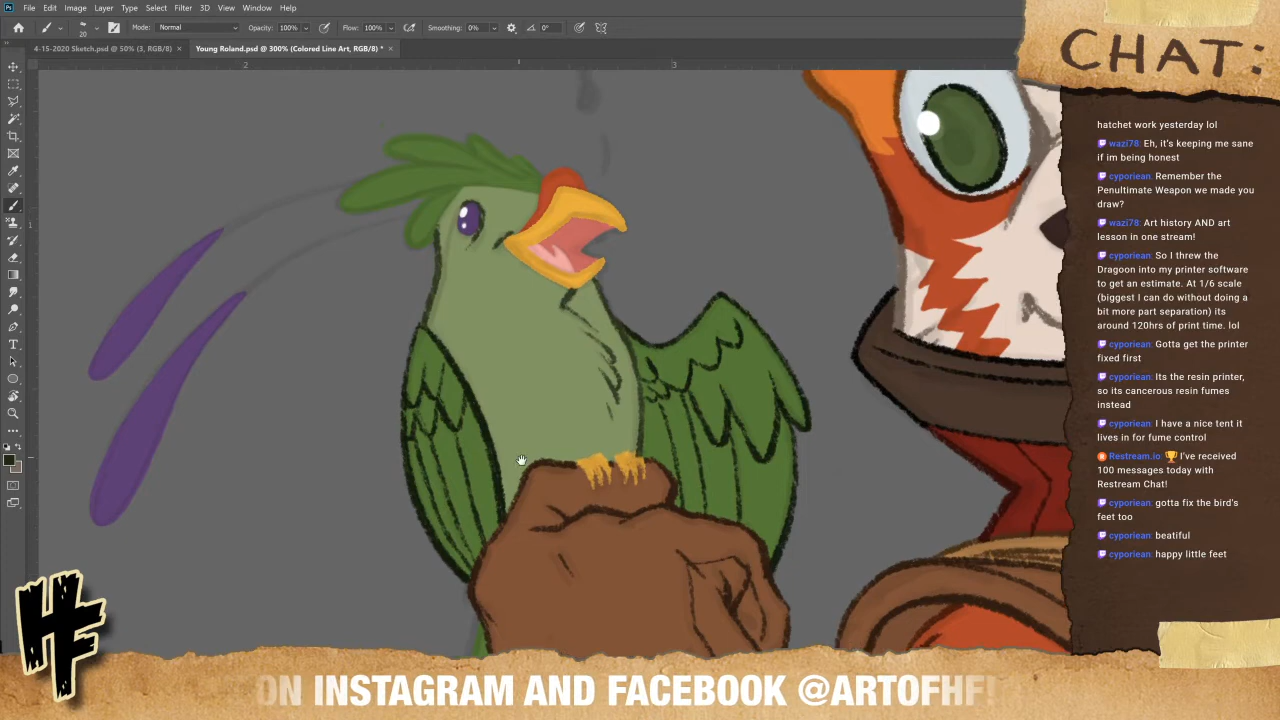 Ps File Edit Image Layer Type Select Filter 3D View Window Help
20 Mode: Normal Opacity: 100% Flow: 100% Smoothing: 0% 0°
4-15-2020 Sketch.psd @ 50% (3, RGB/8) × Young Roland.psd @ 300% (Colored Line Art, RGB/8) * ×
2 3
1
CHAT:
hatchet work yesterday lol
wazi78: Eh, it's keeping me sane
if im being honest
cyporiean: Remember the
Penultimate Weapon we made you
draw?
wazi78: Art history AND art
lesson in one stream!
cyporiean: So I threw the
Dragoon into my printer software
to get an estimate. At 1/6 scale
(biggest I can do without doing a
bit more part separation) its
around 120hrs of print time. lol
cyporiean: Gotta get the printer
fixed first
cyporiean: Its the resin printer,
so its cancerous resin fumes
instead
cyporiean: I have a nice tent it
lives in for fume control
Restream.io: 🏆 I've received
100 messages today with
Restream Chat!
cyporiean: gotta fix the bird's
feet too
cyporiean: beatiful
cyporiean: happy little feet
HF
ON INSTAGRAM AND FACEBOOK @ARTOFHF!